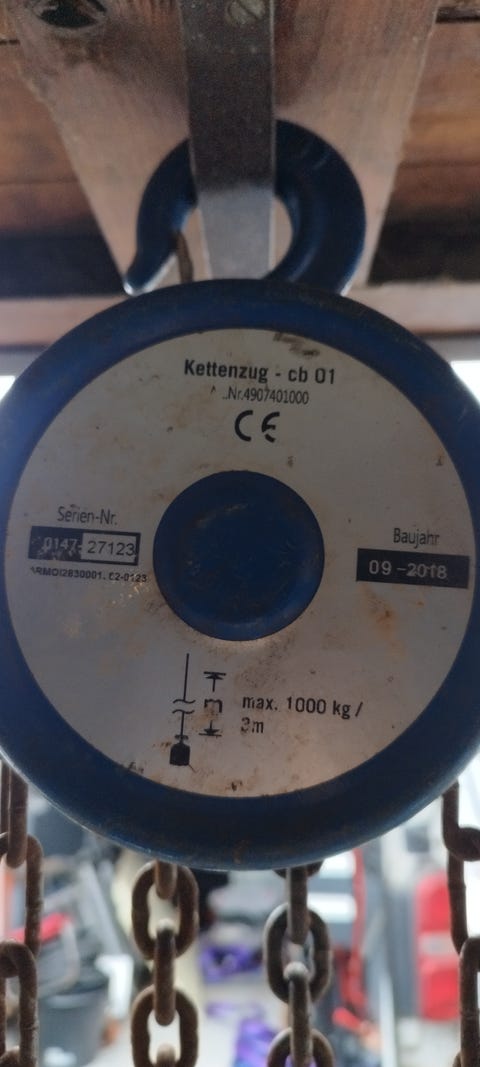 Kettenzug - cb 01
Nr.4907401000
CE
Serien-Nr.
0147- 27123
Baujahr
09-2018
m
max. 1000 kg /
3m